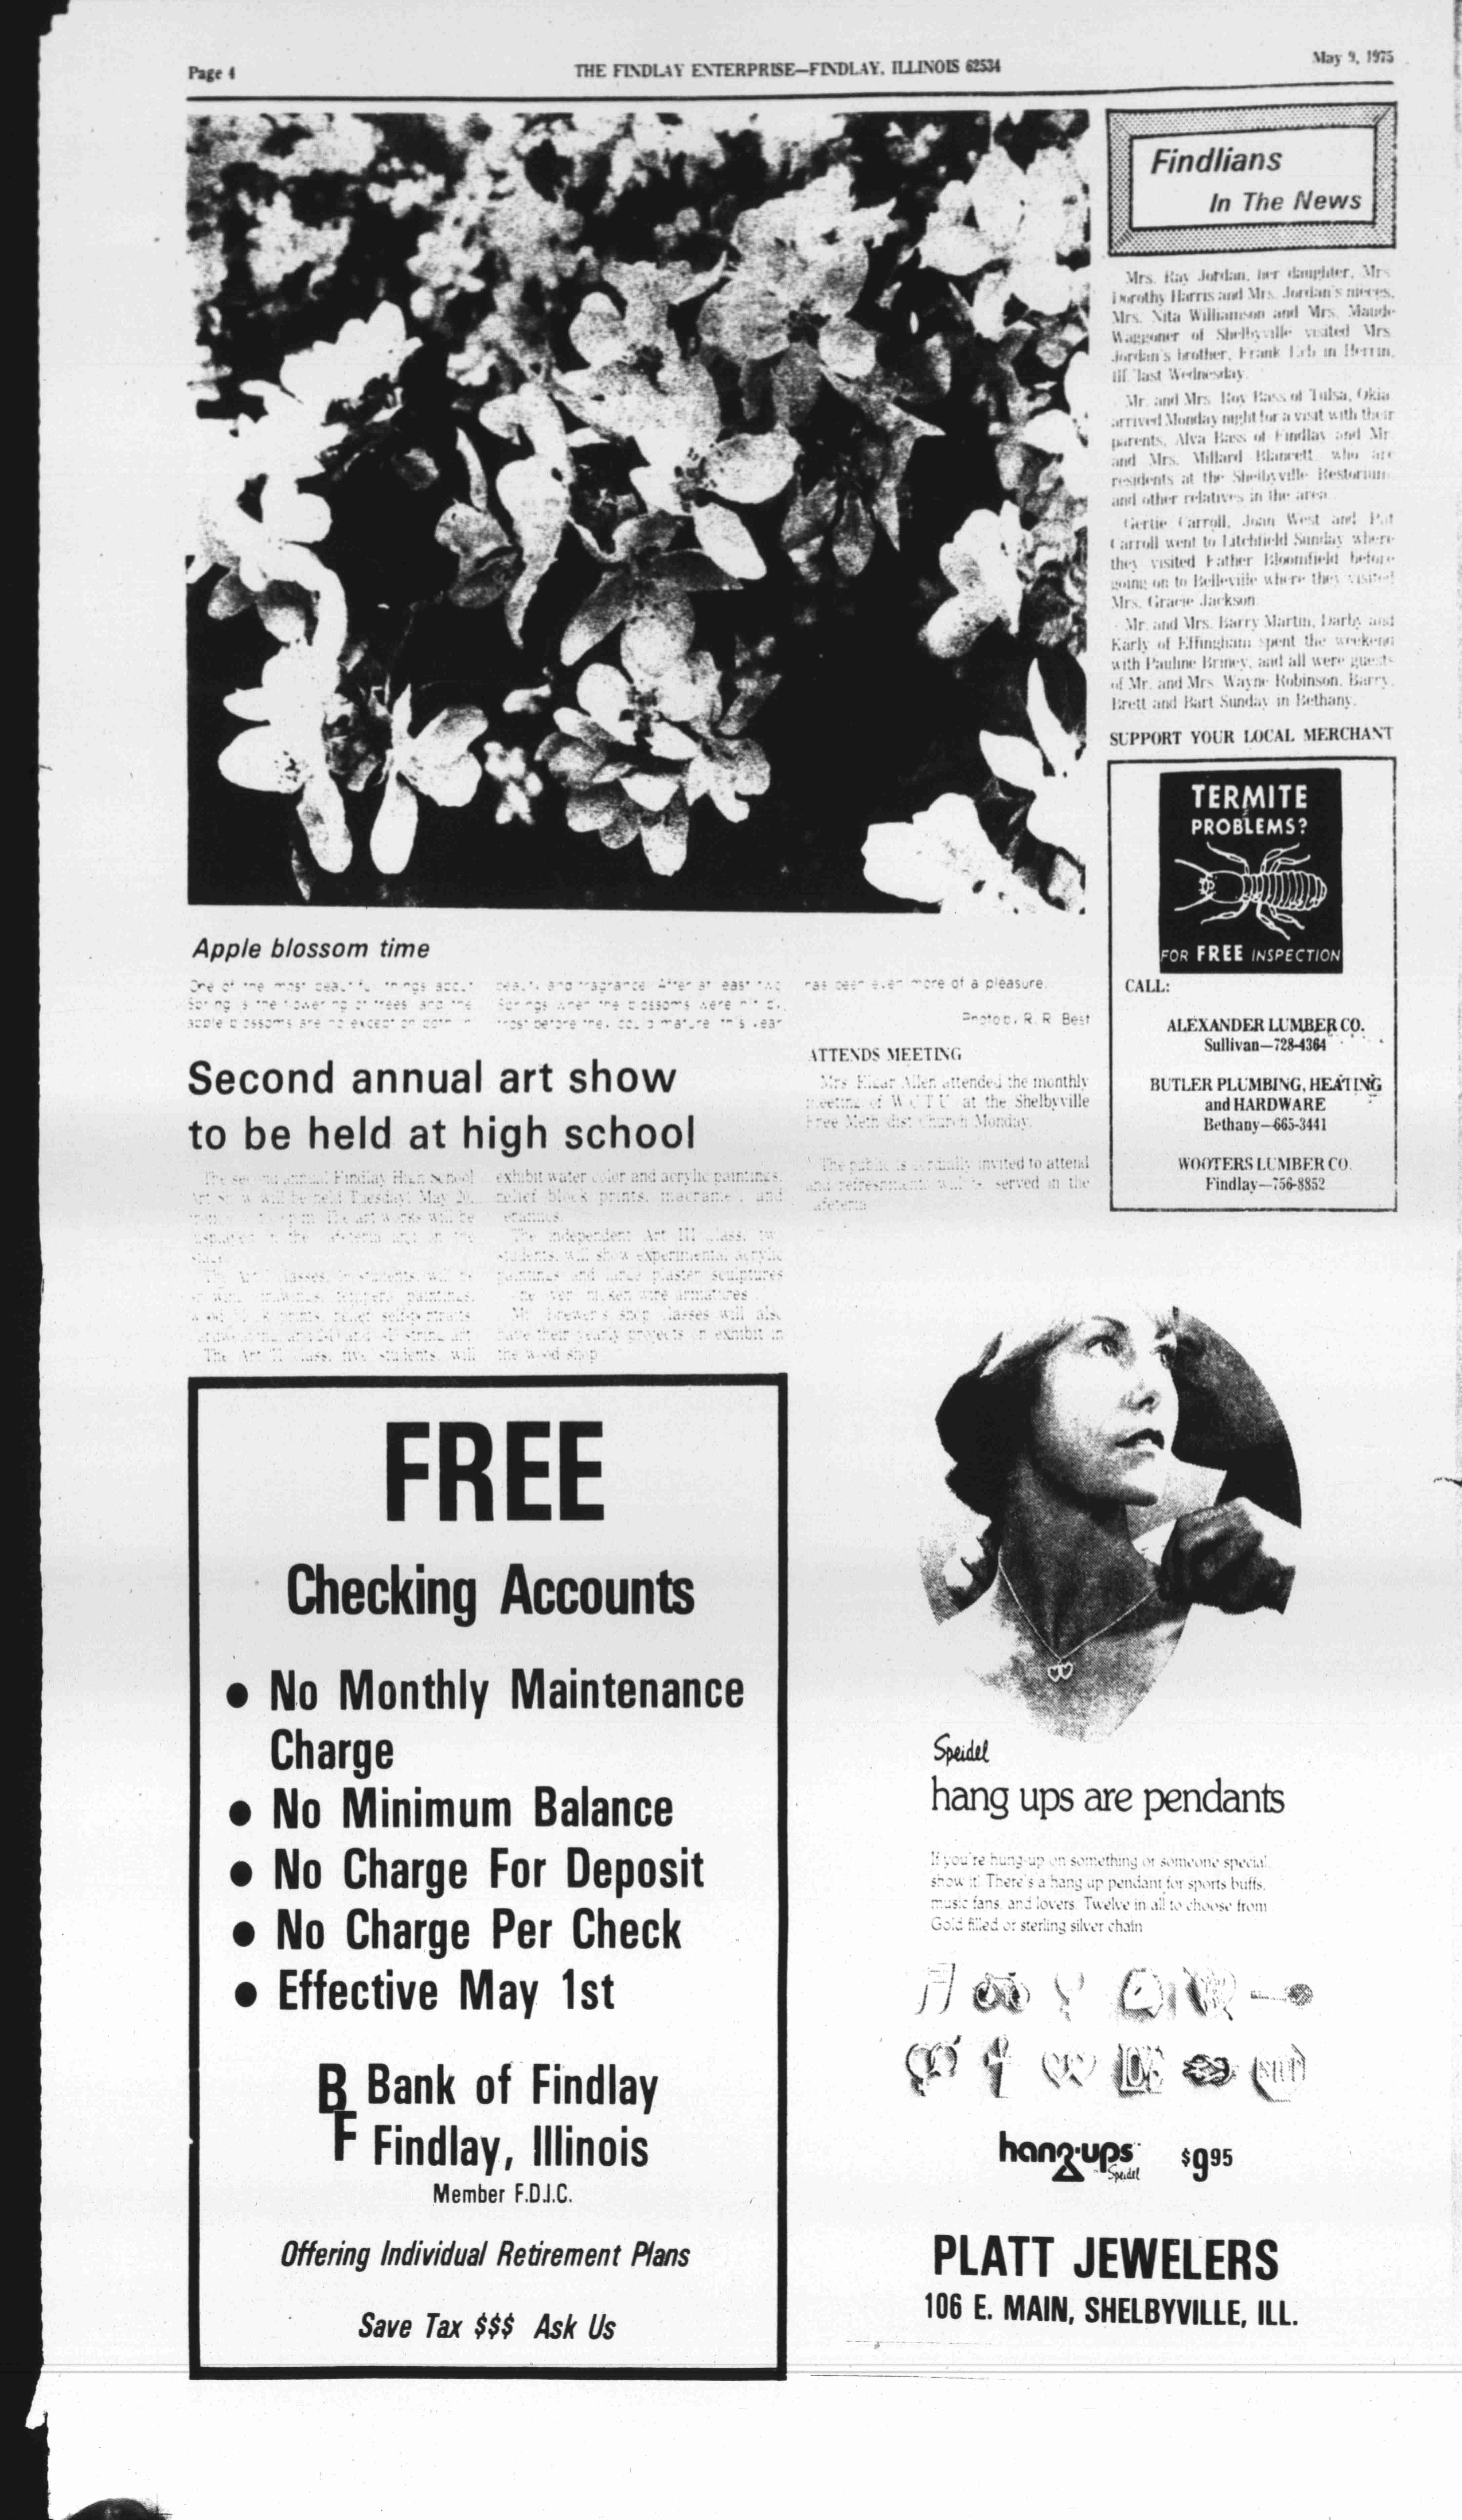 Page 4
THE FINDLAY ENTERPRISE—FINDLAY, ILLINOIS 62534
May 9, 1975
Findlians
In The News
Mrs. Ray Jordan, her daughter, Mrs
Dorothy Harris and Mrs. Jordan's nieces,
Mrs. Nita Williamson and Mrs. Maude
Waggoner of Shelbyville visited Mrs.
Jordan's brother, Frank Erb in Herrin,
Ill. last Wednesday.
Mr. and Mrs. Roy Bass of Tulsa, Okla
arrived Monday night for a visit with their
parents, Alva Bass of Findlay and Mr.
and Mrs. Millard Blancett who are
residents at the Shelbyville Restorium
and other relatives in the area.
Gertie Carroll, Joan West and Pat
Carroll went to Litchfield Sunday where
they visited Father Bloomfield before
going on to Belleville where they visited
Mrs. Gracie Jackson.
Mr. and Mrs. Barry Martin, Darby and
Karly of Effingham spent the weekend
with Pauline Briney, and all were guests
of Mr. and Mrs. Wayne Robinson, Barry,
Brett and Bart Sunday in Bethany.
SUPPORT YOUR LOCAL MERCHANT
TERMITE
PROBLEMS?
FOR FREE INSPECTION
CALL:
ALEXANDER LUMBER CO.
Sullivan—728-4364
BUTLER PLUMBING, HEATING
and HARDWARE
Bethany—665-3441
WOOTERS LUMBER CO.
Findlay—756-8852
Apple blossom time
One of the most beautiful things about
Spring is the flowering of trees, and the
apple blossoms are no exception both in
beauty and fragrance. After at least two
Springs when the blossoms were hit by
frost before they could mature, this year
has been even more of a pleasure.
Photo by R. R. Best
Second annual art show
to be held at high school
The second annual Findlay High School
Art Show will be held Tuesday, May 20,
The art works will be
displayed in the cafeteria and on the
The Art classes, students, will be
drawings, tempera paintings,
prints, relief self-portraits
and string art
The Art II class, five students, will
exhibit water color and acrylic paintings,
relief block prints, macrame, and
The independent Art III class, two
students, will show experimental acrylic
paintings and large plaster sculptures
chicken wire armatures.
Mr. Brewer's shop classes will also
have their yearly projects on exhibit in
the wood shop.
ATTENDS MEETING
Mrs. Allen attended the monthly
meeting of W.C.T.U. at the Shelbyville
Free Methodist Church Monday.
The public is cordially invited to attend
and refreshments will be served in the
cafeteria
FREE
Checking Accounts
• No Monthly Maintenance
Charge
• No Minimum Balance
• No Charge For Deposit
• No Charge Per Check
• Effective May 1st
B Bank of Findlay
F Findlay, Illinois
Member F.D.I.C.
Offering Individual Retirement Plans
Save Tax $$$ Ask Us
Speidel
hang ups are pendants
If you're hung-up on something or someone special,
show it! There's a hang up pendant for sports buffs,
music fans, and lovers. Twelve in all to choose from
Gold filled or sterling silver chain
hang-ups
Speidel
$9.95
PLATT JEWELERS
106 E. MAIN, SHELBYVILLE, ILL.